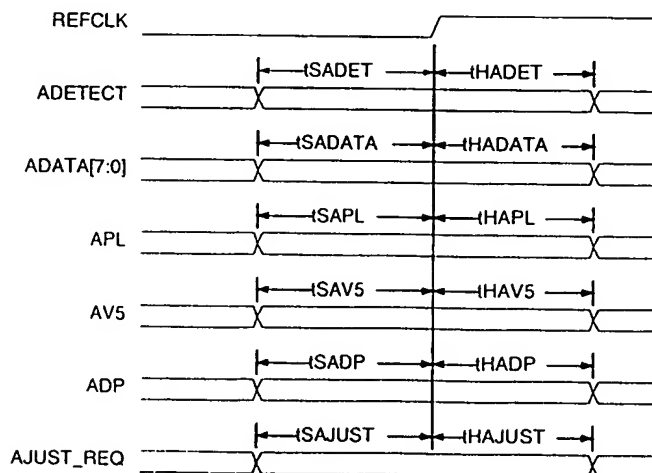 REFCLK
ADETECT tSADET tHADET
ADATA[7:0] tSADATA tHADATA
APL tSAPL tHAPL
AV5 tSAV5 tHAV5
ADP tSADP tHADP
AJUST_REQ tSAJUST tHAJUST